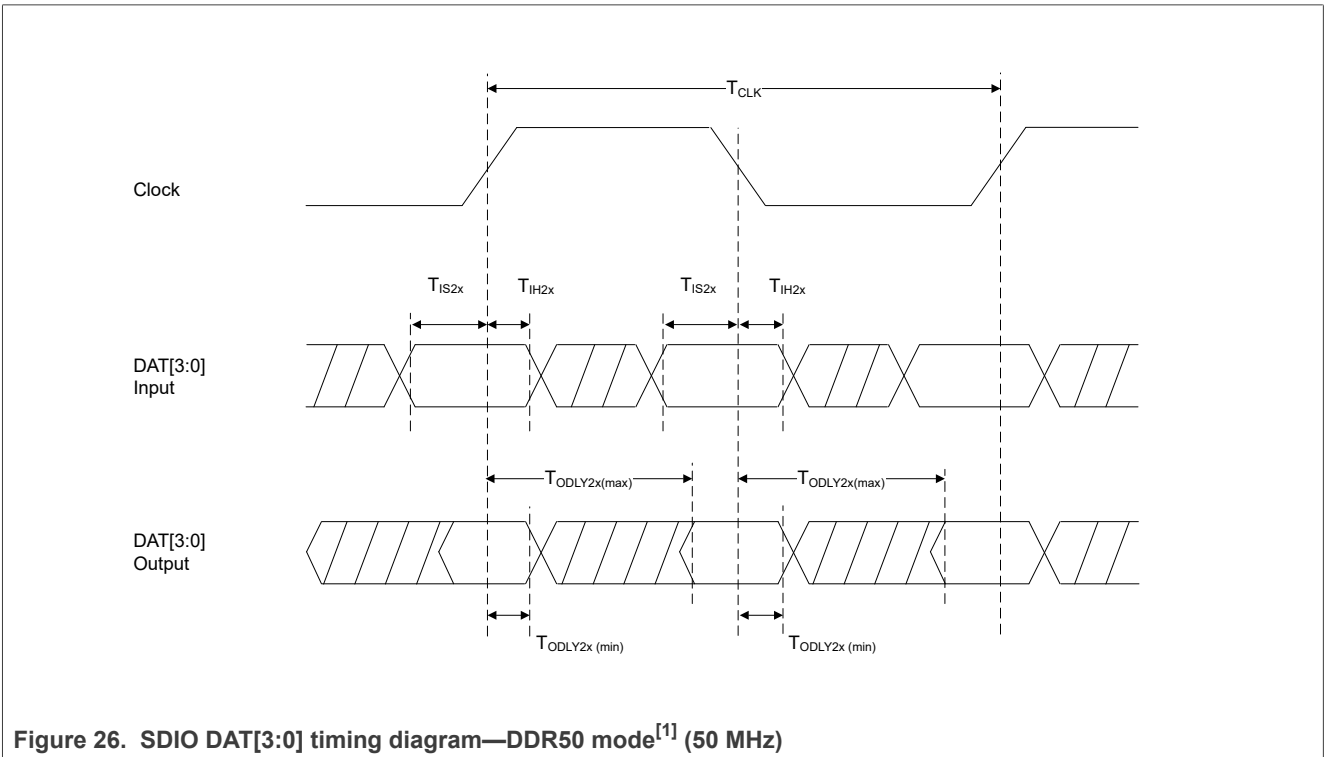 TCLK
Clock
TIS2x TIH2x TIS2x TIH2x
DAT[3:0]
Input
TODLY2x(max) TODLY2x(max)
DAT[3:0]
Output
TODLY2x (min) TODLY2x (min)
Figure 26. SDIO DAT[3:0] timing diagram—DDR50 mode[1] (50 MHz)